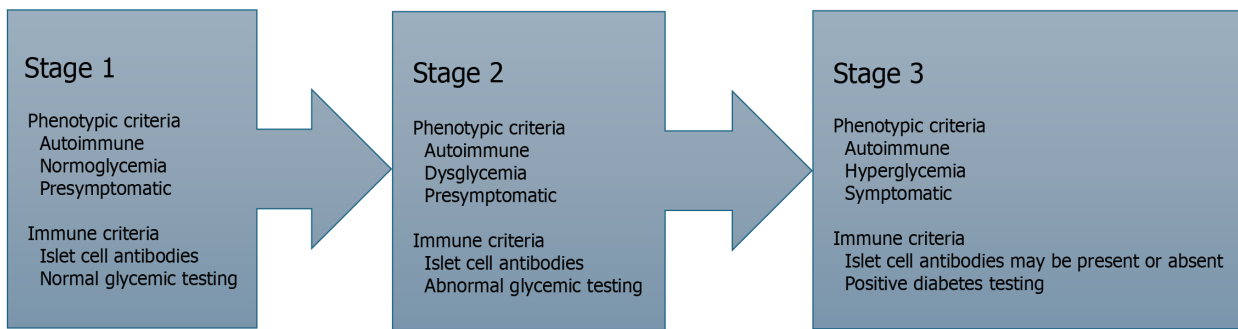 Stage 1
Phenotypic criteria
Autoimmune
Normoglycemia
Presymptomatic
Immune criteria
Islet cell antibodies
Normal glycemic testing
Stage 2
Phenotypic criteria
Autoimmune
Dysglycemia
Presymptomatic
Immune criteria
Islet cell antibodies
Abnormal glycemic testing
Stage 3
Phenotypic criteria
Autoimmune
Hyperglycemia
Symptomatic
Immune criteria
Islet cell antibodies may be present or absent
Positive diabetes testing